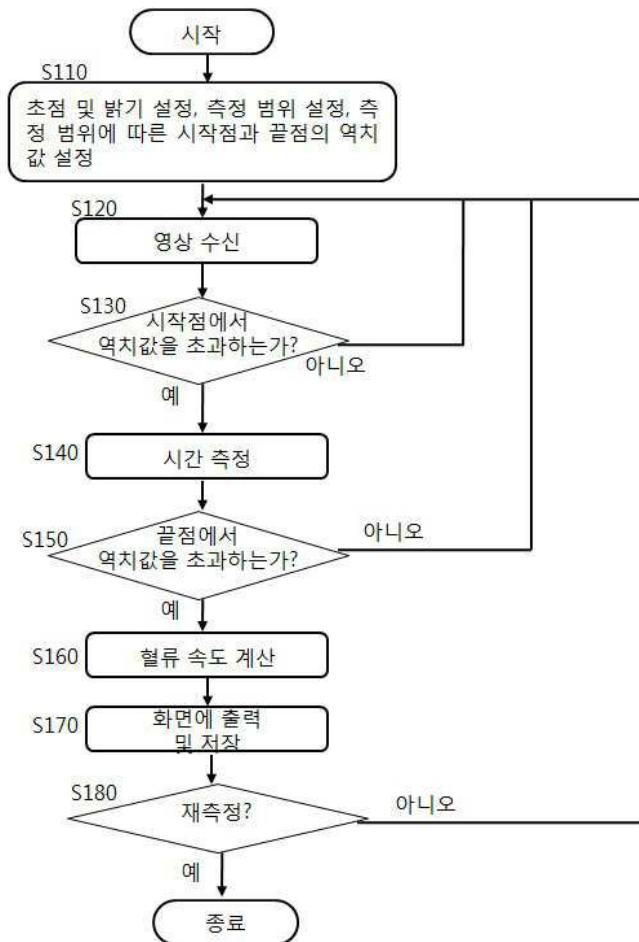 시작
S110
초점 및 밝기 설정, 측정 범위 설정, 측
정 범위에 따른 시작점과 끝점의 역치
값 설정
S120
영상 수신
S130
시작점에서
역치값을 초과하는가?
아니오
예
S140
시간 측정
S150
끝점에서
역치값을 초과하는가?
아니오
예
S160
혈류 속도 계산
S170
화면에 출력
및 저장
S180
재측정?
아니오
예
종료